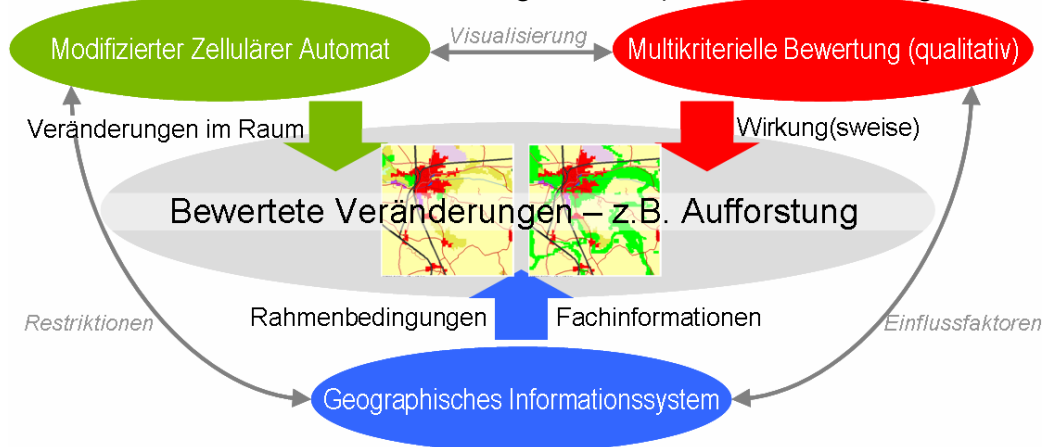 Modifizierter Zellulärer Automat
Visualisierung
Multikriterielle Bewertung (qualitativ)
Veränderungen im Raum
Wirkung(sweise)
Bewertete Veränderungen – z.B. Aufforstung
Restriktionen
Rahmenbedingungen
Fachinformationen
Einflussfaktoren
Geographisches Informationssystem